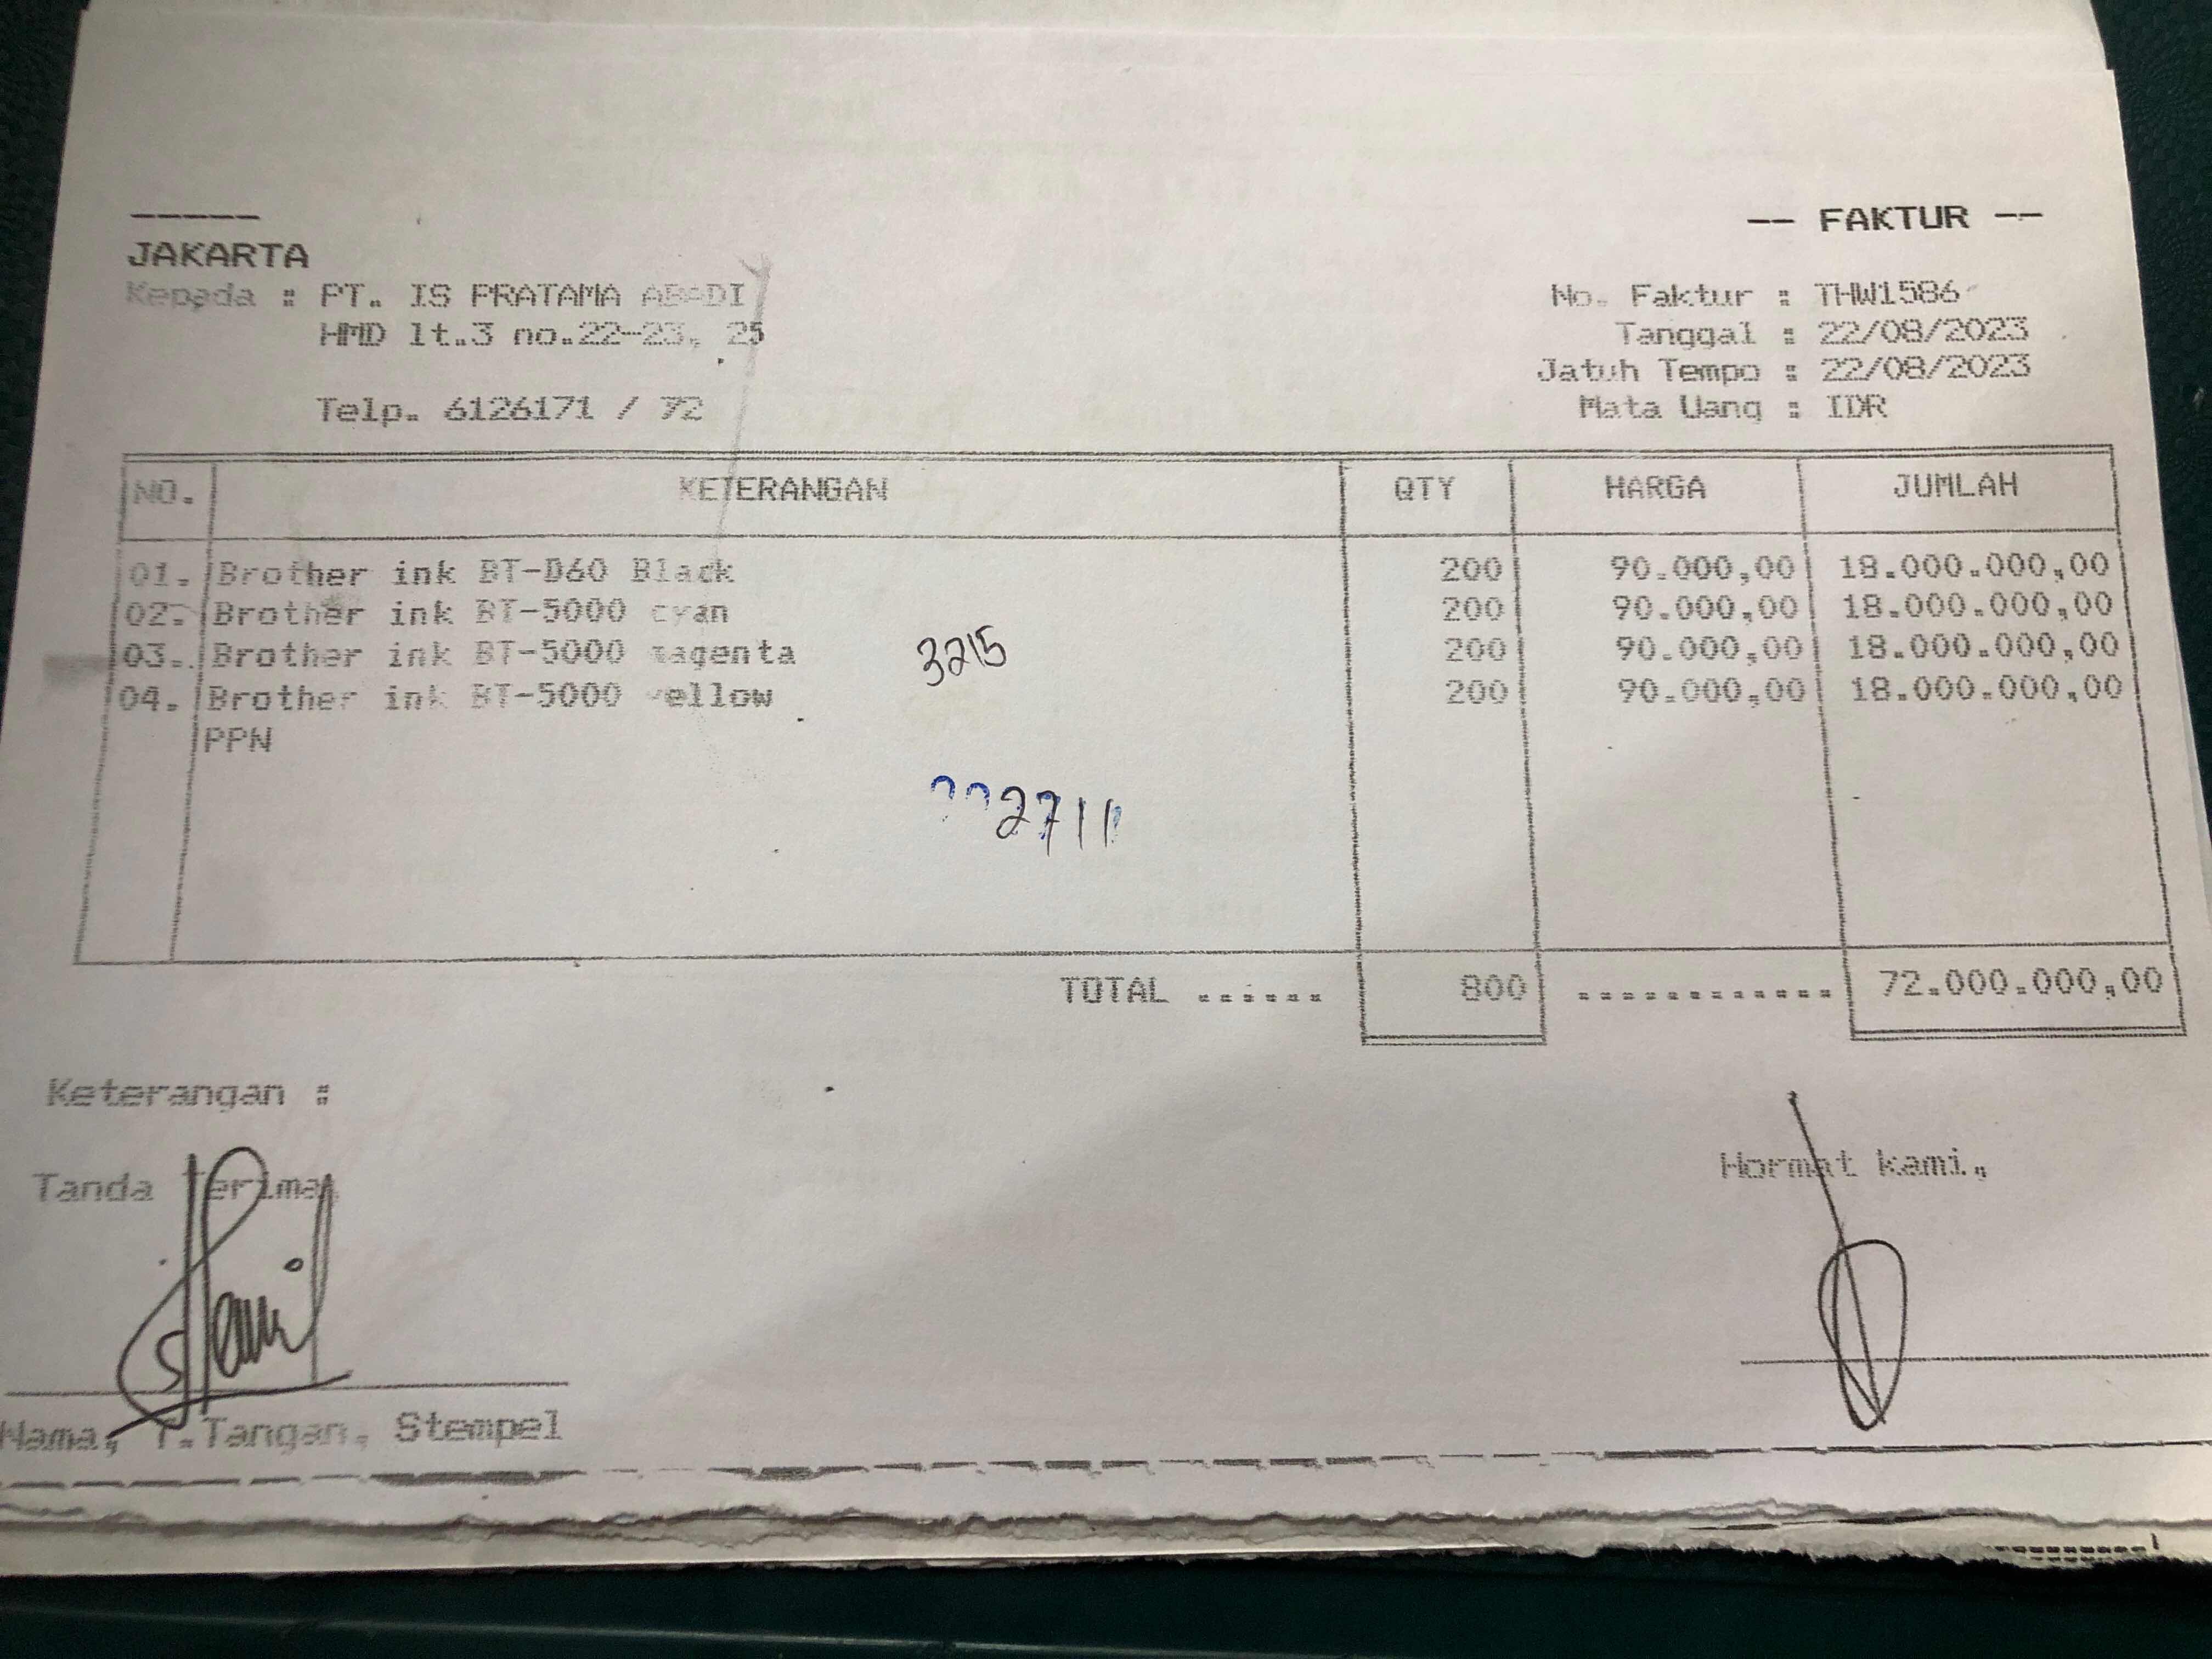 -----
-- FAKTUR --
JAKARTA
Kepada : PT. IS PRATAMA ABADI
No. Faktur : THW1586
HMD lt.3 no.22-23, 25
Tanggal : 22/08/2023
Jatuh Tempo : 22/08/2023
Telp. 6126171 / 72
Mata Uang : IDR
NO. KETERANGAN QTY HARGA JUMLAH
01. Brother ink BT-D60 Black 200 90.000,00 18.000.000,00
02. Brother ink BT-5000 cyan 200 90.000,00 18.000.000,00
03. Brother ink BT-5000 magenta 200 90.000,00 18.000.000,00
04. Brother ink BT-5000 yellow 200 90.000,00 18.000.000,00
3215
PPN
2711
TOTAL ...... 800 ............ 72.000.000,00
Keterangan :
Tanda Terima
Hormat kami,
Nama, T.Tangan, Stempel